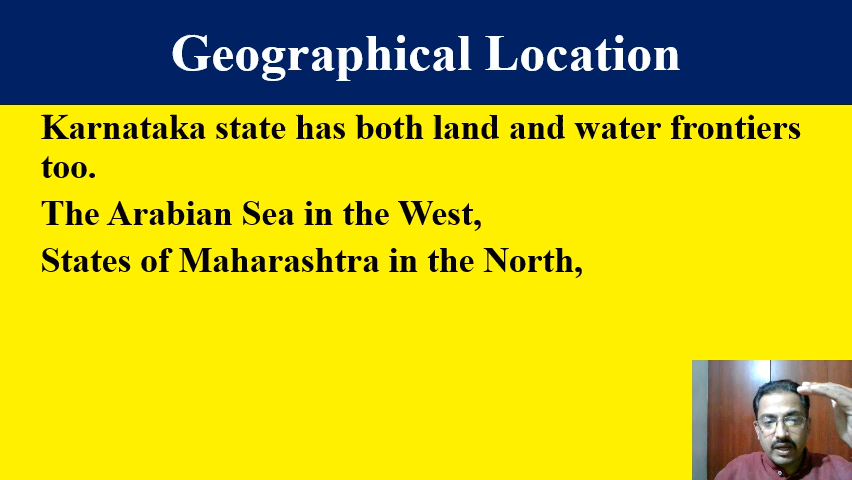 Geographical Location
Karnataka state has both land and water frontiers
too.
The Arabian Sea in the West,
States of Maharashtra in the North,